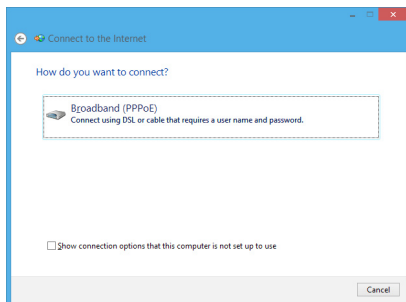 Connect to the Internet
How do you want to connect?
Broadband (PPPoE)
Connect using DSL or cable that requires a user name and password.
Show connection options that this computer is not set up to use
Cancel